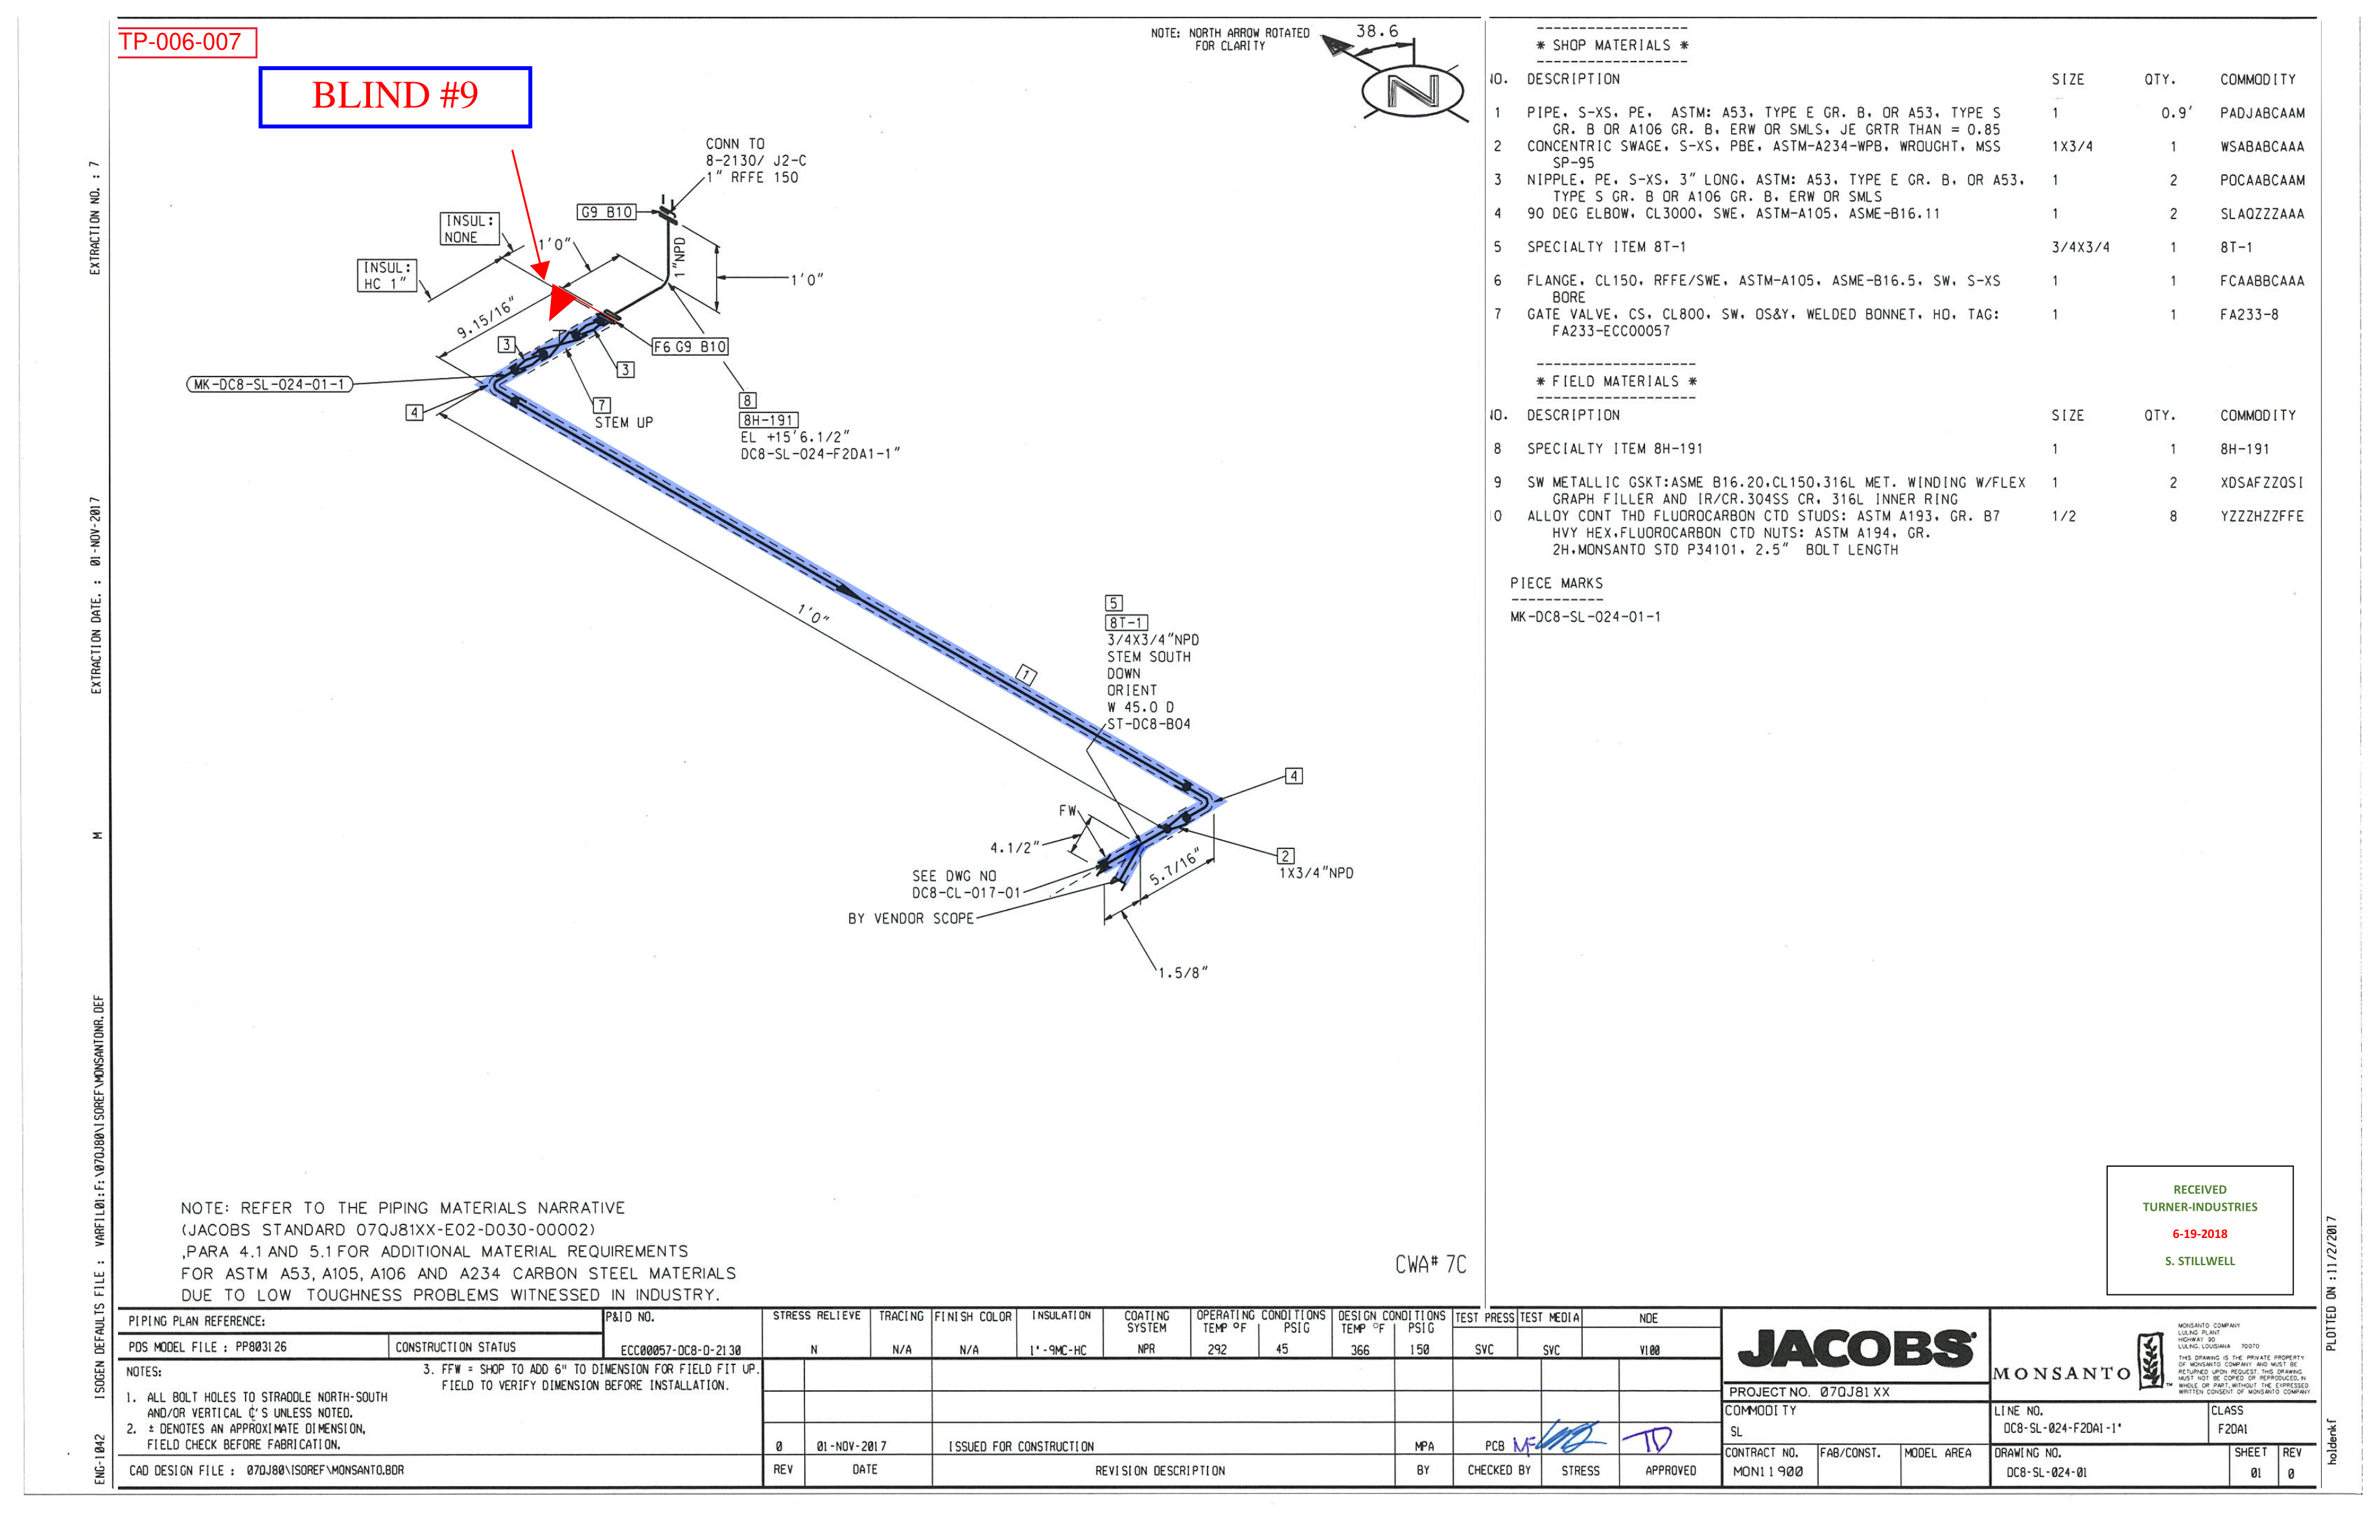 TP-006-007
BLIND #9
NOTE: NORTH ARROW ROTATED
FOR CLARITY
38.6
N
CONN TO
8-2130/ J2-C
1" RFFE 150
G9 B10
INSUL:
NONE
1'0"
1"NPD
INSUL:
HC 1"
1'0"
9.15/16"
3
F6 G9 B10
3
MK-DC8-SL-024-01-1
4
7
STEM UP
8
8H-191
EL +15'6.1/2"
DC8-SL-024-F2DA1-1"
1'0"
1
5
8T-1
3/4X3/4"NPD
STEM SOUTH
DOWN
ORIENT
W 45.0 D
ST-DC8-B04
4
FW
4.1/2"
2
1X3/4"NPD
5.7/16"
SEE DWG NO
DC8-CL-017-01
BY VENDOR SCOPE
1.5/8"
* SHOP MATERIALS *
NO. DESCRIPTION SIZE QTY. COMMODITY
1 PIPE, S-XS, PE, ASTM: A53, TYPE E GR. B, OR A53, TYPE S 1 0.9' PADJABCAAM
GR. B OR A106 GR. B, ERW OR SMLS, JE GRTR THAN = 0.85
2 CONCENTRIC SWAGE, S-XS, PBE, ASTM-A234-WPB, WROUGHT, MSS 1X3/4 1 WSABABCAAA
SP-95
3 NIPPLE, PE, S-XS, 3" LONG, ASTM: A53, TYPE E GR. B, OR A53, 1 2 POCAABCAAM
TYPE S GR. B OR A106 GR. B, ERW OR SMLS
4 90 DEG ELBOW, CL3000, SWE, ASTM-A105, ASME-B16.11 1 2 SLAQZZZAAA
5 SPECIALTY ITEM 8T-1 3/4X3/4 1 8T-1
6 FLANGE, CL150, RFFE/SWE, ASTM-A105, ASME-B16.5, SW, S-XS 1 1 FCAABBCAAA
BORE
7 GATE VALVE, CS, CL800, SW, OS&Y, WELDED BONNET, HO, TAG: 1 1 FA233-8
FA233-ECC00057
* FIELD MATERIALS *
NO. DESCRIPTION SIZE QTY. COMMODITY
8 SPECIALTY ITEM 8H-191 1 1 8H-191
9 SW METALLIC GSKT:ASME B16.20,CL150,316L MET. WINDING W/FLEX 1 2 XDSAFZZQSI
GRAPH FILLER AND IR/CR.304SS CR, 316L INNER RING
10 ALLOY CONT THD FLUOROCARBON CTD STUDS: ASTM A193, GR. B7 1/2 8 YZZZHZZFFE
HVY HEX,FLUOROCARBON CTD NUTS: ASTM A194, GR.
2H,MONSANTO STD P34101, 2.5" BOLT LENGTH
PIECE MARKS
MK-DC8-SL-024-01-1
RECEIVED
TURNER-INDUSTRIES
6-19-2018
S. STILLWELL
EXTRACTION NO. : 7
EXTRACTION DATE. : 01-NOV-2017
M
ISOGEN DEFAULTS FILE : VARFIL01:F:\07QJ80\ISOREF\MONSANTONR.DEF
ENG-1042
PLOTTED ON :11/2/2017
holdenkf
NOTE: REFER TO THE PIPING MATERIALS NARRATIVE
(JACOBS STANDARD 07QJ81XX-E02-D030-00002)
,PARA 4.1 AND 5.1 FOR ADDITIONAL MATERIAL REQUIREMENTS
FOR ASTM A53, A105, A106 AND A234 CARBON STEEL MATERIALS
DUE TO LOW TOUGHNESS PROBLEMS WITNESSED IN INDUSTRY.
CWA# 7C
PIPING PLAN REFERENCE:
PDS MODEL FILE : PP803126
CONSTRUCTION STATUS
P&ID NO.
ECC00057-DC8-D-2130
STRESS RELIEVE
N
TRACING
N/A
FINISH COLOR
N/A
INSULATION
1"-9MC-HC
COATING
SYSTEM
NPR
OPERATING CONDITIONS
TEMP °F PSIG
292 45
DESIGN CONDITIONS
TEMP °F PSIG
366 150
TEST PRESS
SVC
TEST MEDIA
SVC
NDE
V100
NOTES:
1. ALL BOLT HOLES TO STRADDLE NORTH-SOUTH
AND/OR VERTICAL ℄'S UNLESS NOTED.
2. ± DENOTES AN APPROXIMATE DIMENSION,
FIELD CHECK BEFORE FABRICATION.
3. FFW = SHOP TO ADD 6" TO DIMENSION FOR FIELD FIT UP.
FIELD TO VERIFY DIMENSION BEFORE INSTALLATION.
CAD DESIGN FILE : 07QJ80\ISOREF\MONSANTO.BDR
0 01-NOV-2017 ISSUED FOR CONSTRUCTION MPA PCB TD
REV DATE REVISION DESCRIPTION BY CHECKED BY STRESS APPROVED
JACOBS
PROJECT NO. 07QJ81XX
MONSANTO
TM
MONSANTO COMPANY
LULING PLANT
HIGHWAY 90
LULING, LOUISIANA 70070
THIS DRAWING IS THE PRIVATE PROPERTY
OF MONSANTO COMPANY AND MUST BE
RETURNED UPON REQUEST. THIS DRAWING
MUST NOT BE COPIED OR REPRODUCED, IN
WHOLE OR PART, WITHOUT THE EXPRESSED
WRITTEN CONSENT OF MONSANTO COMPANY
COMMODITY
SL
LINE NO.
DC8-SL-024-F2DA1-1"
CLASS
F2DA1
CONTRACT NO.
MON11900
FAB/CONST.
MODEL AREA
DRAWING NO.
DC8-SL-024-01
SHEET
01
REV
0